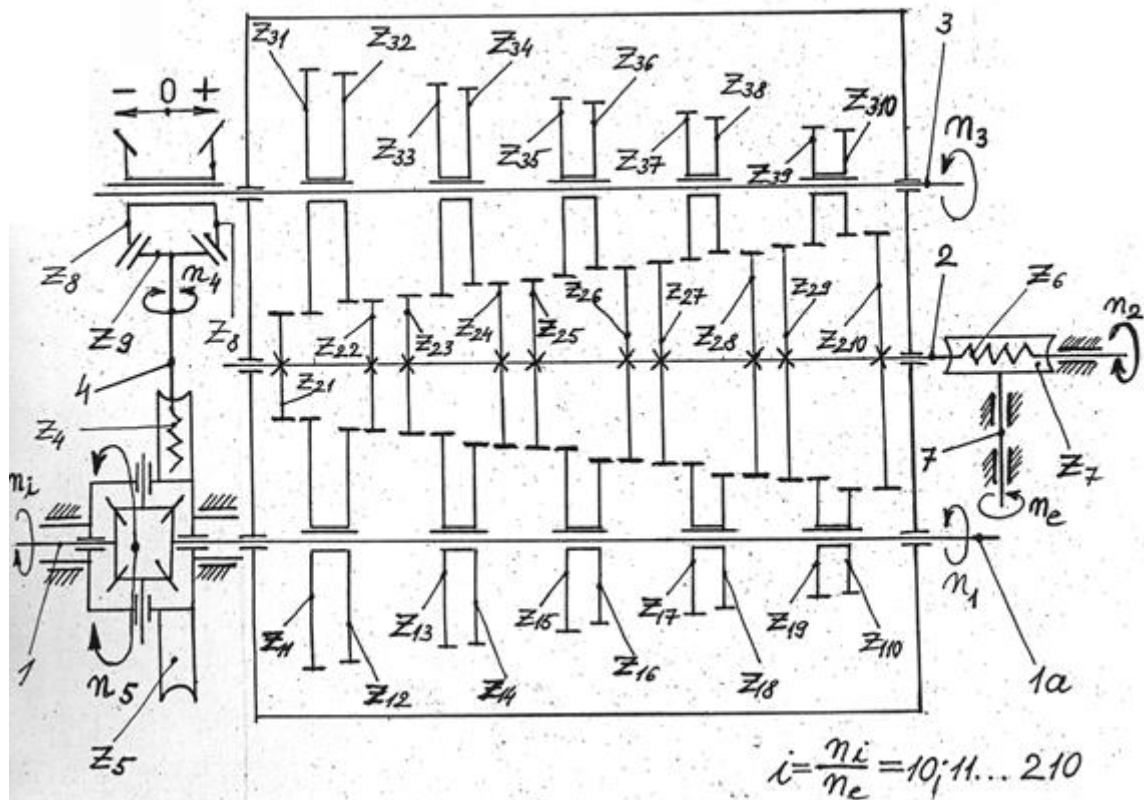 Z31 Z32 Z34 3
- 0 + Z36 Z38 Z310
Z33 Z35 Z37 Z39 n3
Z8 n4 Z8 2 Z6 n2
Z9 Z22 Z23 Z24 Z25 Z26 Z27 Z28 Z29 Z210
4 Z21
Z4 7 Z7
ni ne
n1
1 n5 Z11 Z13 Z15 Z17 Z19
Z12 Z14 Z16 Z18 Z110 1a
Z5
i = ni/ne = 10; 11... 210